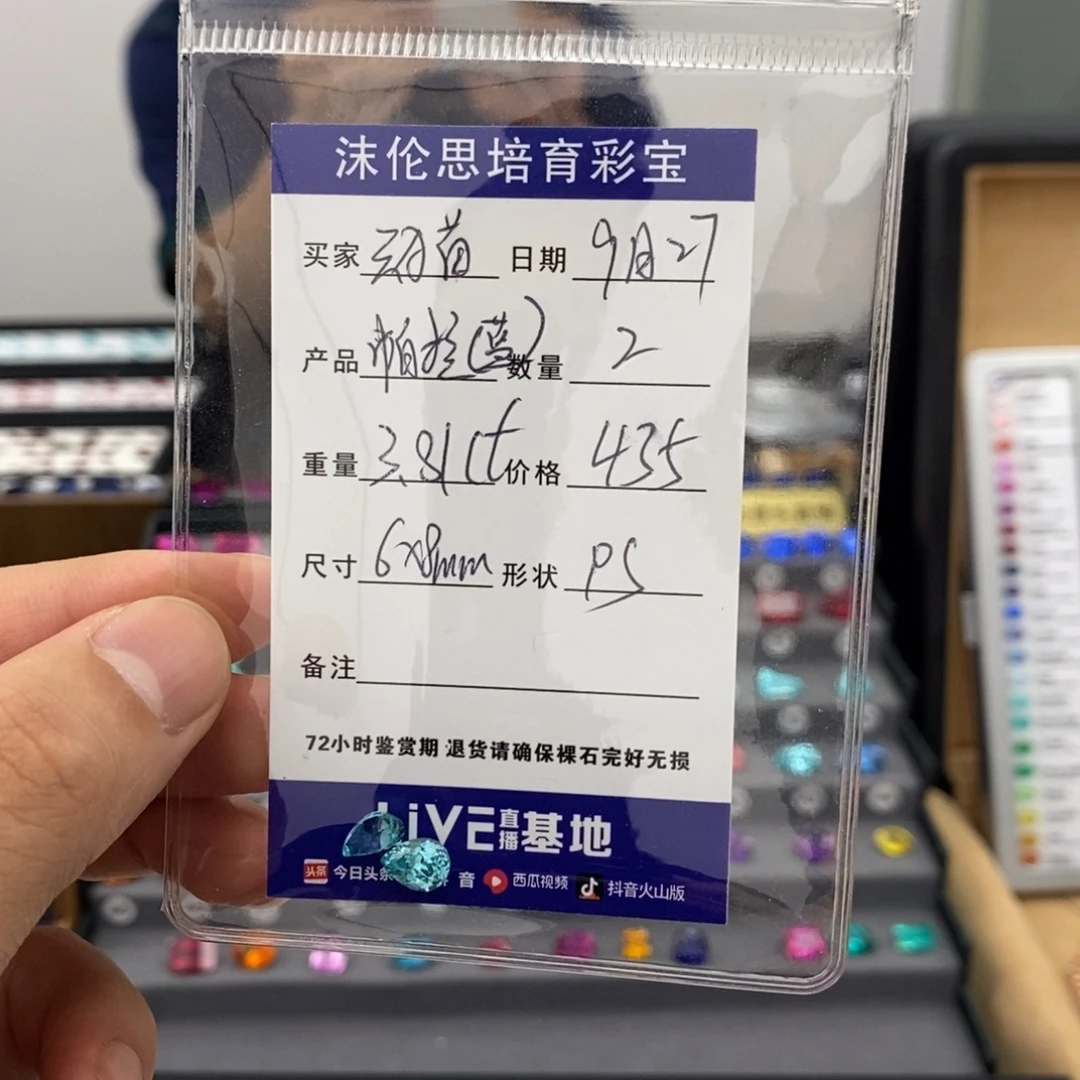 沫伦思培育彩宝
买家 日期 9月27
产品 帕拉(蓝) 数量 2
重量 3.81ct 价格 435
尺寸 6x8mm 形状 PS
备注
72小时鉴赏期 退货请确保裸石完好无损
LiVE直播基地
头条 今日头条 音 西瓜视频 抖音火山版